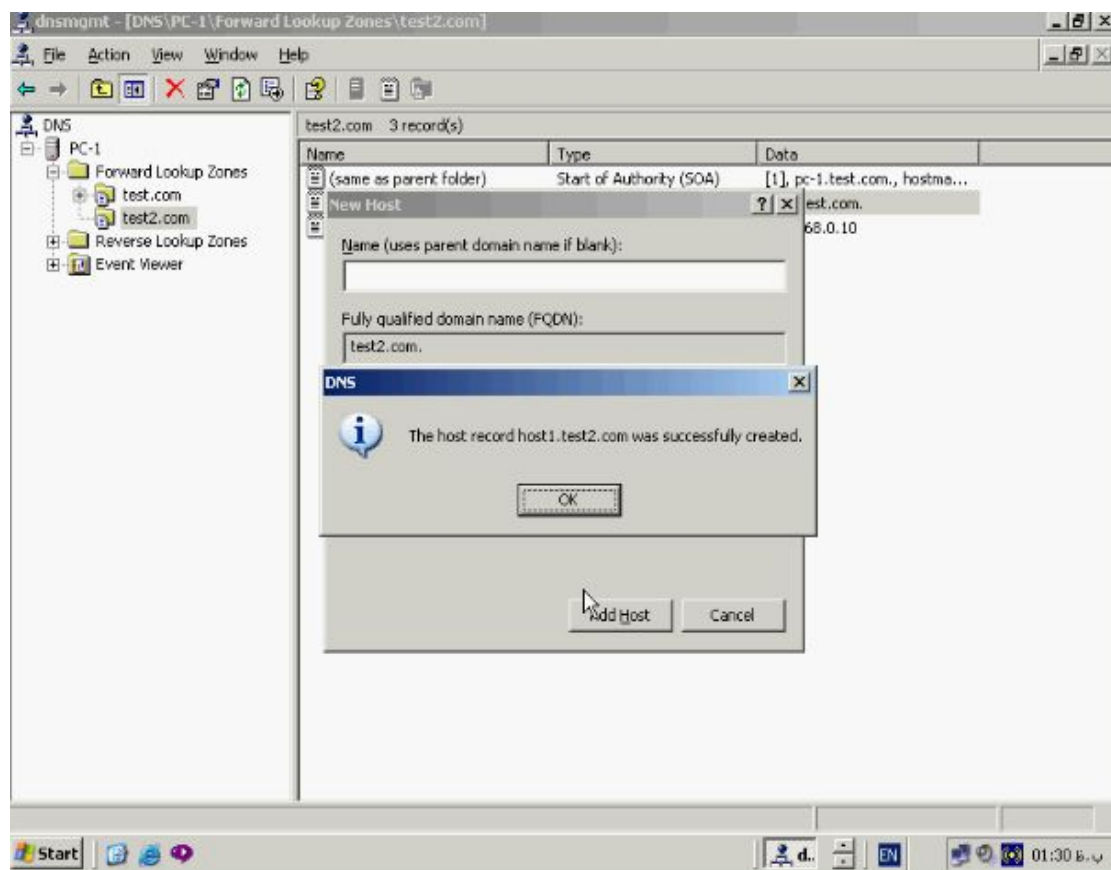 dnsmgmt - [DNS\PC-1\Forward Lookup Zones\test2.com]
File Action View Window Help
DNS
PC-1
Forward Lookup Zones
test.com
test2.com
Reverse Lookup Zones
Event Viewer
test2.com 3 record(s)
Name Type Data
(same as parent folder) Start of Authority (SOA) [1], pc-1.test.com., hostma...
est.com.
68.0.10
New Host
Name (uses parent domain name if blank):
Fully qualified domain name (FQDN):
test2.com.
DNS
The host record host1.test2.com was successfully created.
OK
Add Host Cancel
Start d.. EN 01:30 ب.ظ